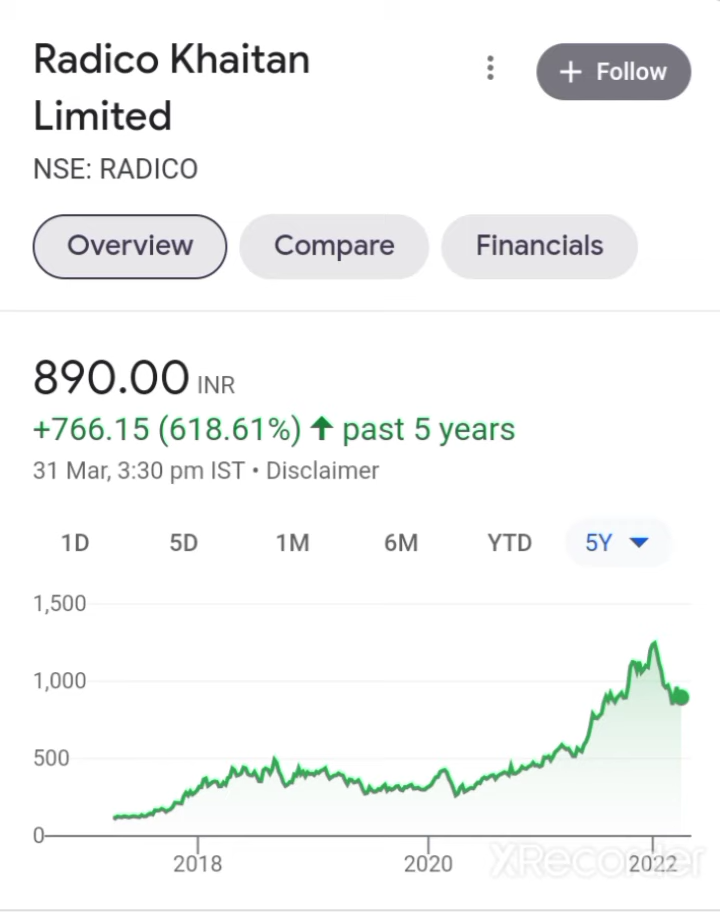 Radico Khaitan
Limited
+ Follow
NSE: RADICO
Overview
Compare
Financials
890.00 INR
+766.15 (618.61%) ↑ past 5 years
31 Mar, 3:30 pm IST • Disclaimer
1D 5D 1M 6M YTD 5Y
1,500
1,000
500
0
2018 2020 2022
XRecorder